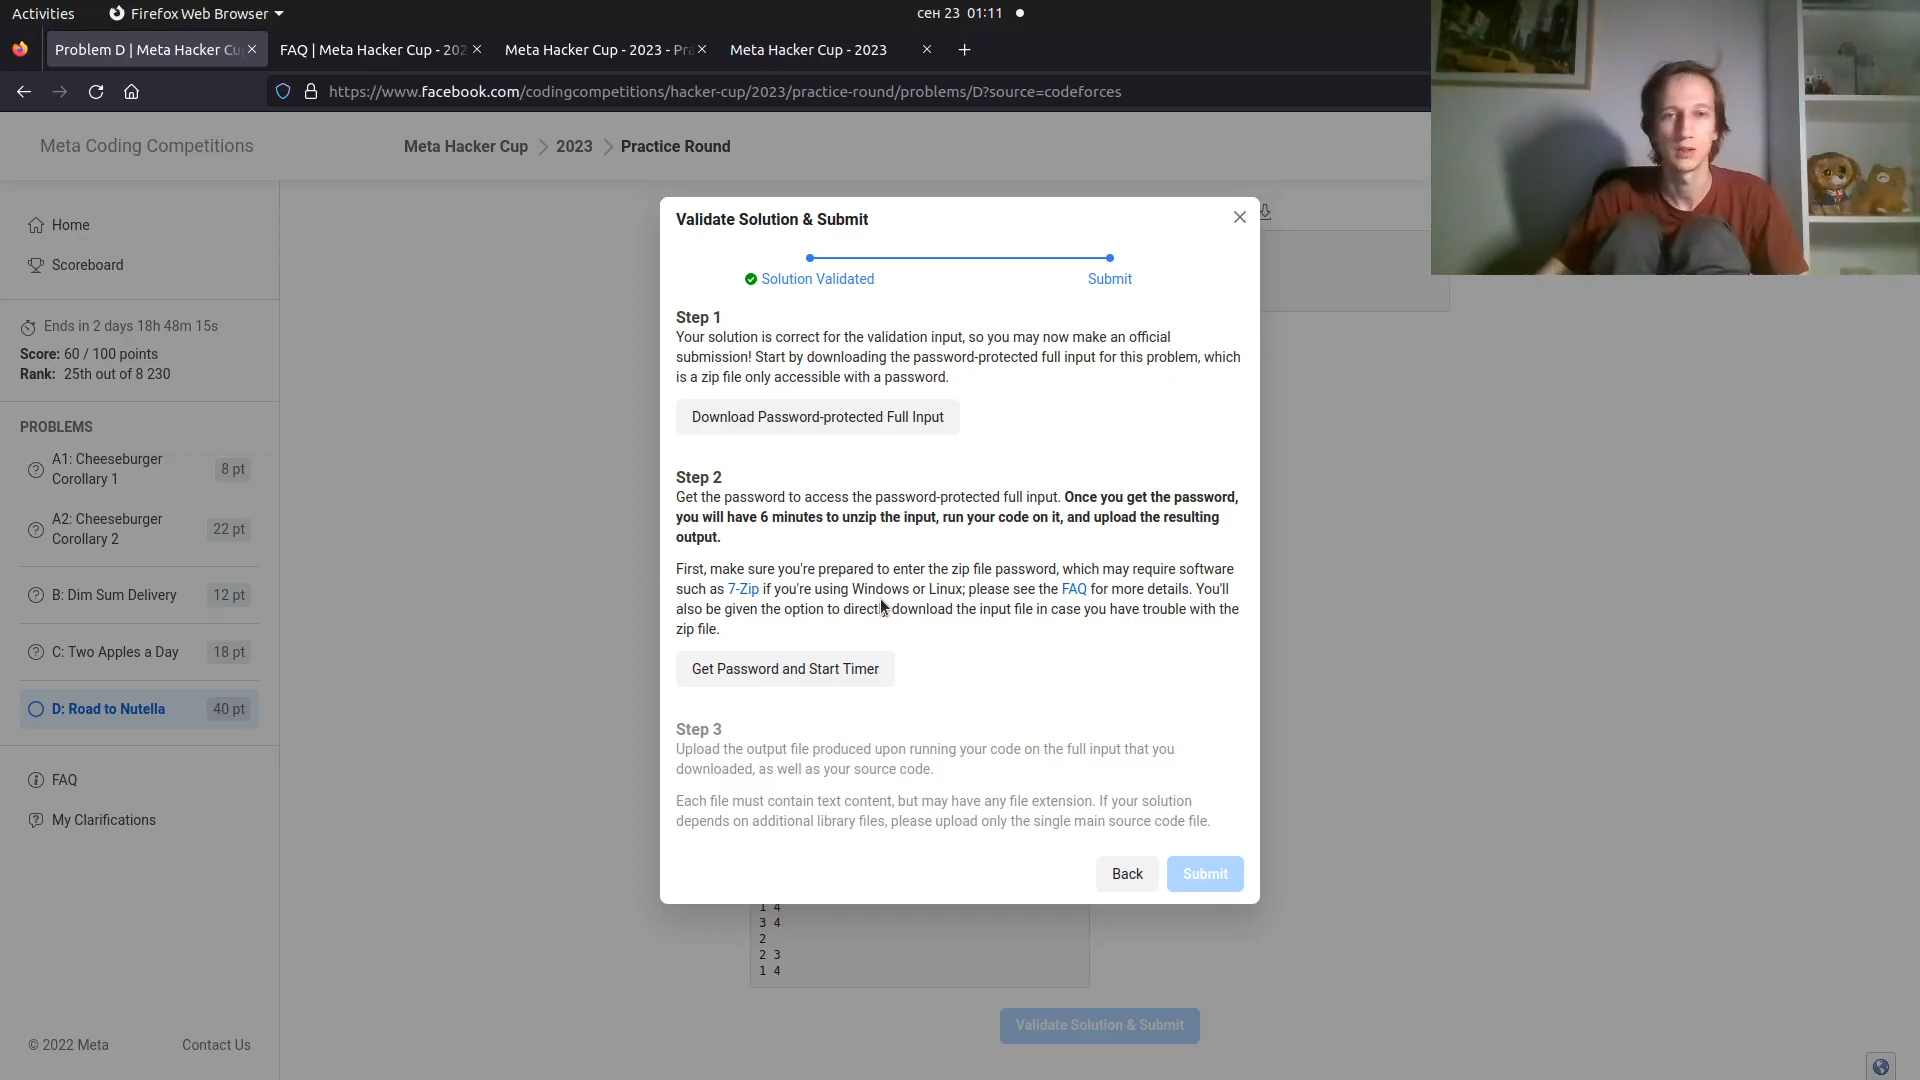 Activities
Firefox Web Browser
сен 23 01:11
Problem D | Meta Hacker Cu
FAQ | Meta Hacker Cup - 202
Meta Hacker Cup - 2023 - Pra
Meta Hacker Cup - 2023
https://www.facebook.com/codingcompetitions/hacker-cup/2023/practice-round/problems/D?source=codeforces
Meta Coding Competitions
Meta Hacker Cup
2023
Practice Round
Home
Scoreboard
Ends in 2 days 18h 48m 15s
Score: 60 / 100 points
Rank: 25th out of 8 230
PROBLEMS
A1: Cheeseburger
Corollary 1
8 pt
A2: Cheeseburger
Corollary 2
22 pt
B: Dim Sum Delivery
12 pt
C: Two Apples a Day
18 pt
D: Road to Nutella
40 pt
FAQ
My Clarifications
© 2022 Meta
Contact Us
Validate Solution & Submit
Solution Validated
Submit
Step 1
Your solution is correct for the validation input, so you may now make an official
submission! Start by downloading the password-protected full input for this problem, which
is a zip file only accessible with a password.
Download Password-protected Full Input
Step 2
Get the password to access the password-protected full input. Once you get the password,
you will have 6 minutes to unzip the input, run your code on it, and upload the resulting
output.
First, make sure you're prepared to enter the zip file password, which may require software
such as 7-Zip if you're using Windows or Linux; please see the FAQ for more details. You'll
also be given the option to directly download the input file in case you have trouble with the
zip file.
Get Password and Start Timer
Step 3
Upload the output file produced upon running your code on the full input that you
downloaded, as well as your source code.
Each file must contain text content, but may have any file extension. If your solution
depends on additional library files, please upload only the single main source code file.
Back
Submit
1 4
3 4
2
2 3
1 4
Validate Solution & Submit